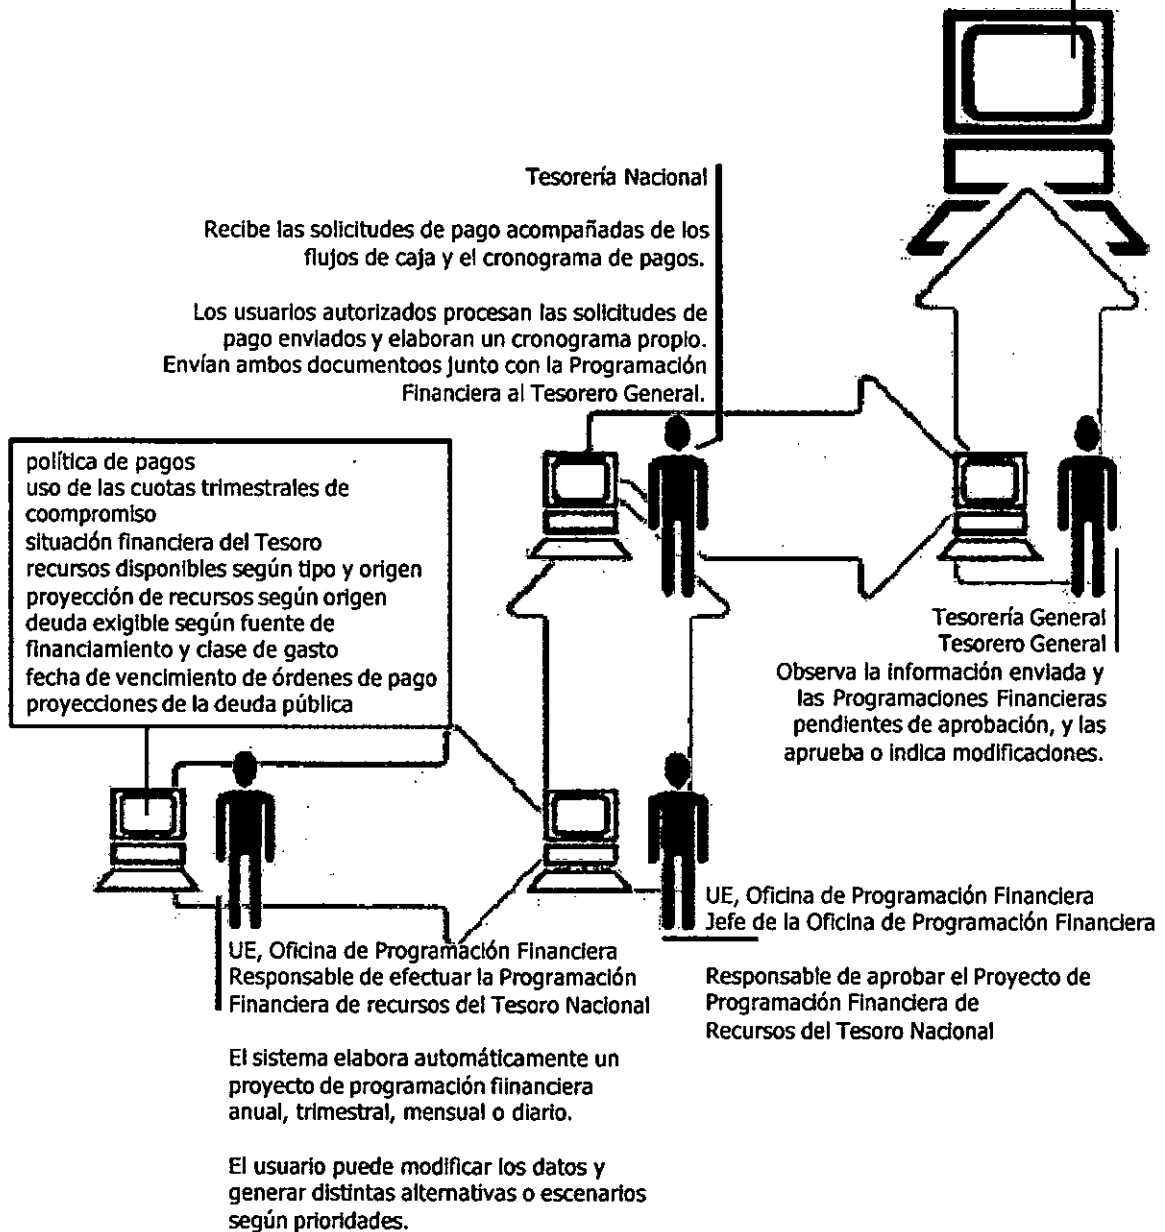 Tesorería Nacional
Recibe las solicitudes de pago acompañadas de los
flujos de caja y el cronograma de pagos.
Los usuarios autorizados procesan las solicitudes de
pago enviados y elaboran un cronograma propio.
Envían ambos documentoos junto con la Programación
Financiera al Tesorero General.
política de pagos
uso de las cuotas trimestrales de
coompromiso
situación financiera del Tesoro
recursos disponibles según tipo y origen
proyección de recursos según origen
deuda exigible según fuente de
financiamiento y clase de gasto
fecha de vencimiento de órdenes de pago
proyecciones de la deuda pública
Tesorería General
Tesorero General
Observa la información enviada y
las Programaciones Financieras
pendientes de aprobación, y las
aprueba o indica modificaciones.
UE, Oficina de Programación Financiera
Jefe de la Oficina de Programación Financiera
Responsable de aprobar el Proyecto de
Programación Financiera de
Recursos del Tesoro Nacional
UE, Oficina de Programación Financiera
Responsable de efectuar la Programación
Financiera de recursos del Tesoro Nacional
El sistema elabora automáticamente un
proyecto de programación fiinanciera
anual, trimestral, mensual o diario.
El usuario puede modificar los datos y
generar distintas alternativas o escenarios
según prioridades.